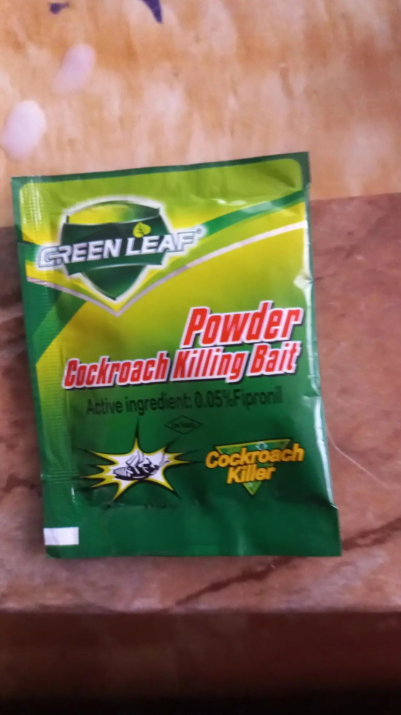 GREEN LEAF®
Powder
Cockroach Killing Bait
Active ingredient: 0.05%Fipronil
Cockroach
Killer